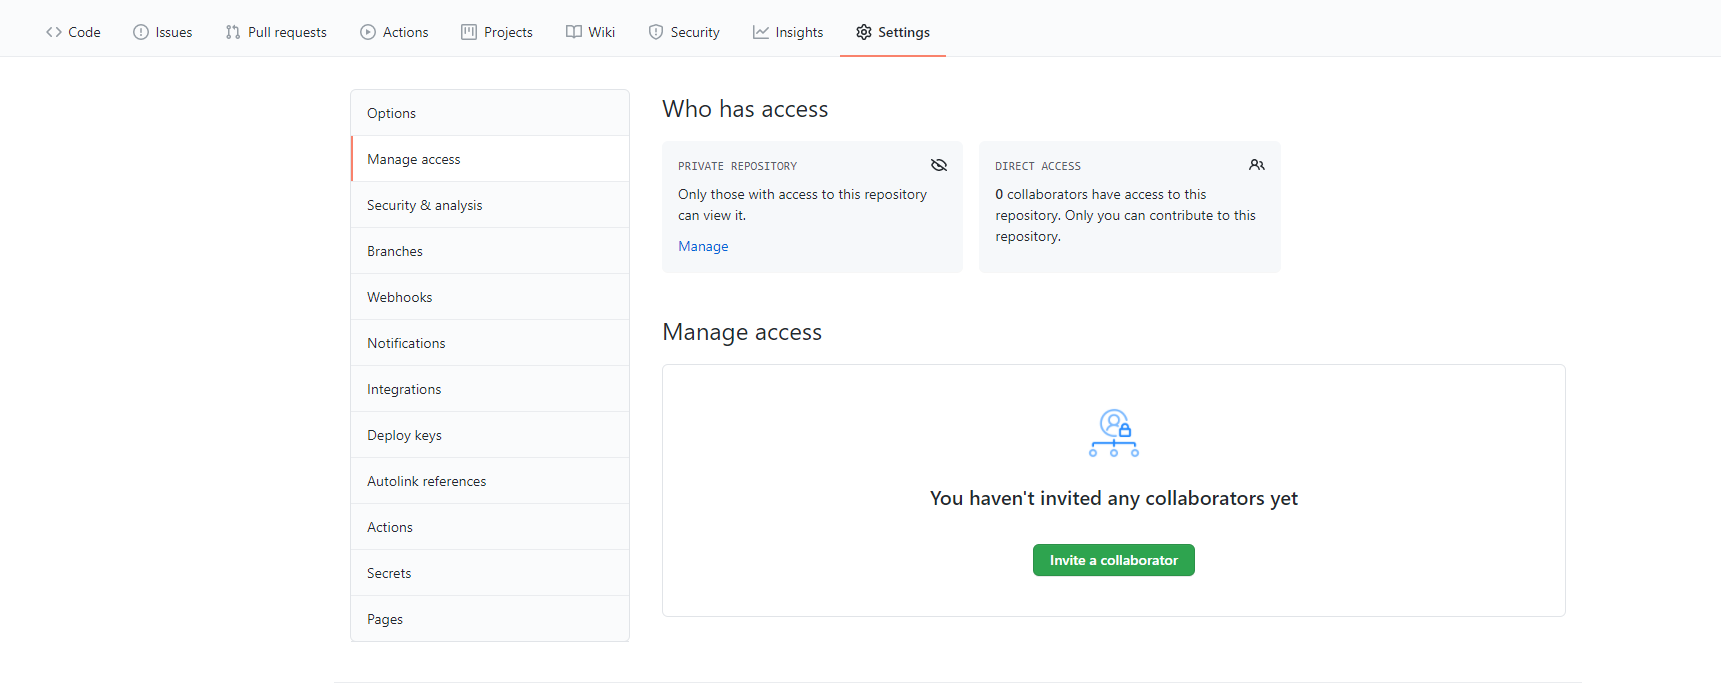 Code Issues Pull requests Actions Projects Wiki Security Insights Settings
Options
Manage access
Security & analysis
Branches
Webhooks
Notifications
Integrations
Deploy keys
Autolink references
Actions
Secrets
Pages
Who has access
PRIVATE REPOSITORY
Only those with access to this repository
can view it.
Manage
DIRECT ACCESS
0 collaborators have access to this
repository. Only you can contribute to this
repository.
Manage access
You haven't invited any collaborators yet
Invite a collaborator